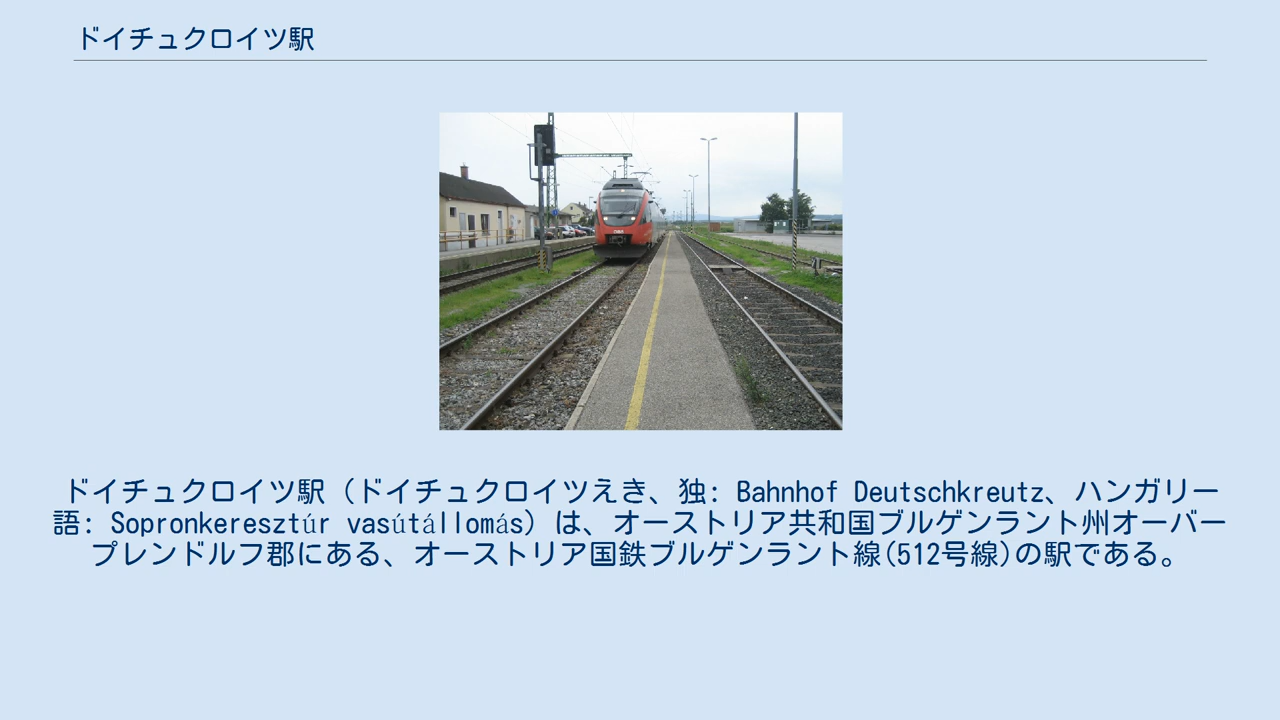 ドイチュクロイツ駅
ドイチュクロイツ駅（ドイチュクロイツえき、独: Bahnhof Deutschkreutz、ハンガリー
語: Sopronkeresztúr vasútállomás）は、オーストリア共和国ブルゲンラント州オーバー
プレンドルフ郡にある、オーストリア国鉄ブルゲンラント線(512号線)の駅である。